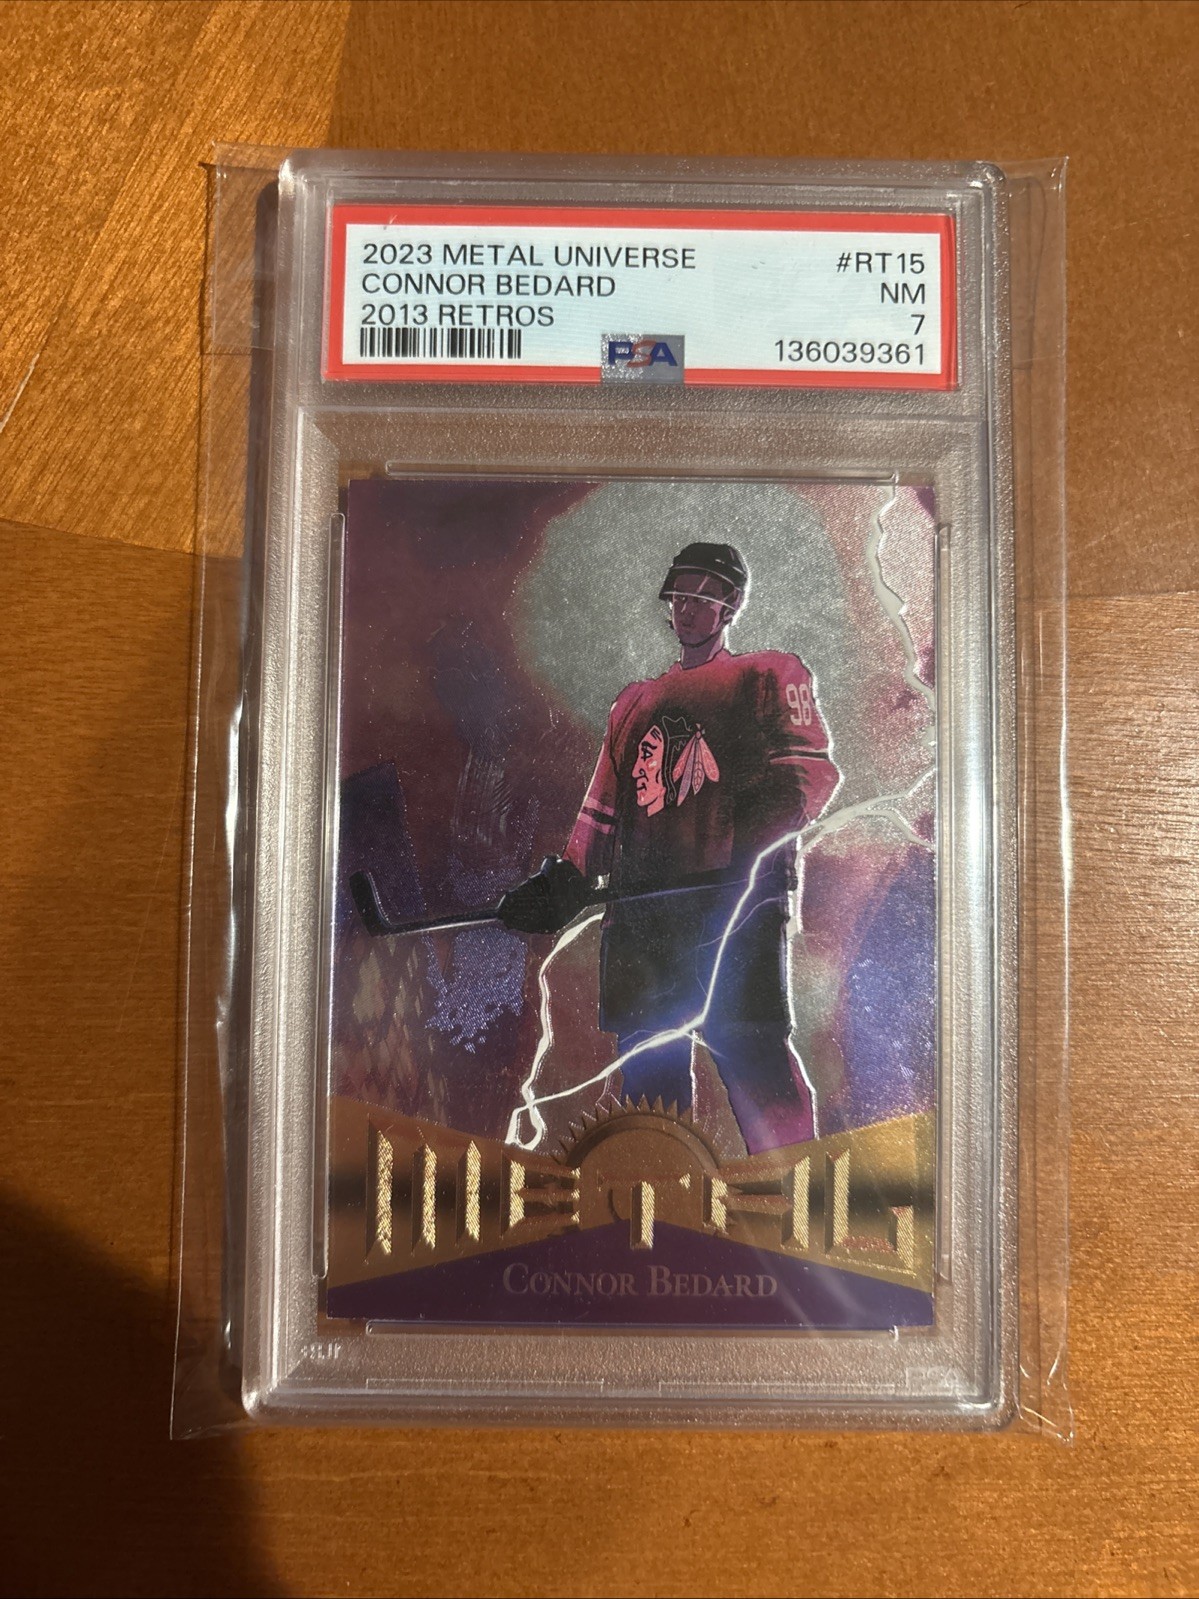 2023 METAL UNIVERSE #RT15
CONNOR BEDARD NM
2013 RETROS 7
PSA 136039361
98
METAL
CONNOR BEDARD